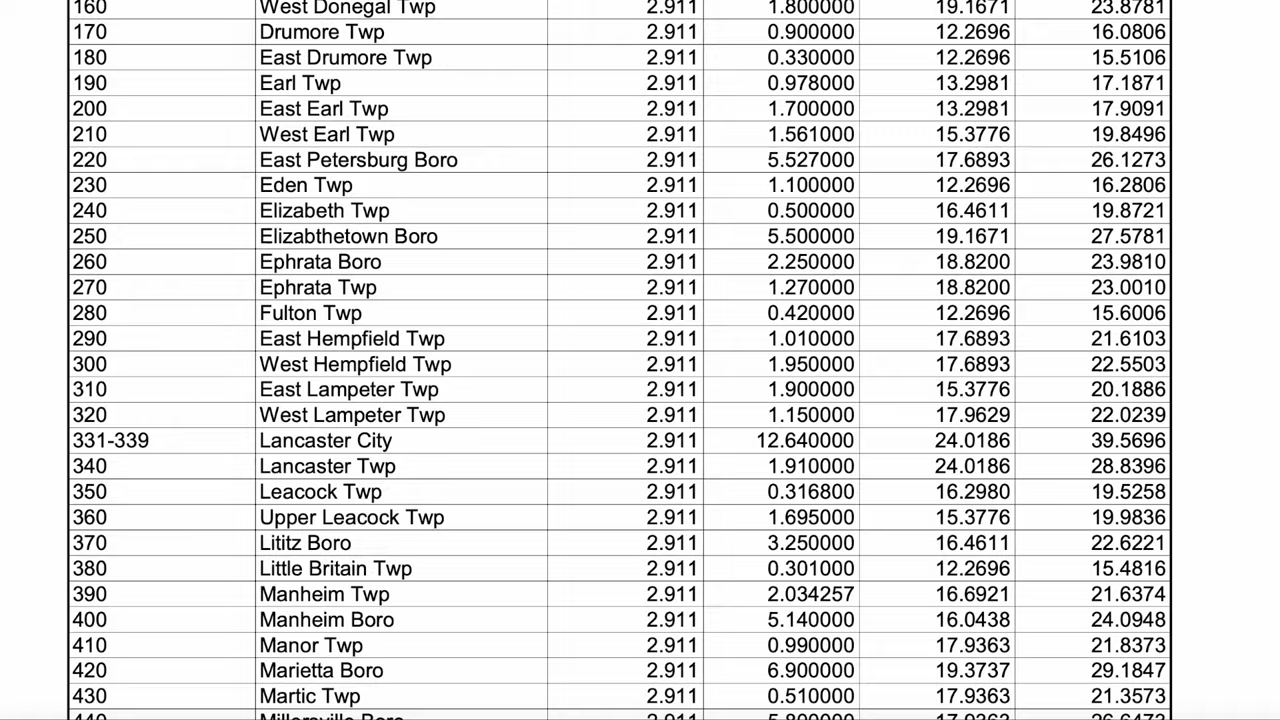 160 West Donegal Twp 2.911 1.800000 19.1671 23.8781
170 Drumore Twp 2.911 0.900000 12.2696 16.0806
180 East Drumore Twp 2.911 0.330000 12.2696 15.5106
190 Earl Twp 2.911 0.978000 13.2981 17.1871
200 East Earl Twp 2.911 1.700000 13.2981 17.9091
210 West Earl Twp 2.911 1.561000 15.3776 19.8496
220 East Petersburg Boro 2.911 5.527000 17.6893 26.1273
230 Eden Twp 2.911 1.100000 12.2696 16.2806
240 Elizabeth Twp 2.911 0.500000 16.4611 19.8721
250 Elizabthetown Boro 2.911 5.500000 19.1671 27.5781
260 Ephrata Boro 2.911 2.250000 18.8200 23.9810
270 Ephrata Twp 2.911 1.270000 18.8200 23.0010
280 Fulton Twp 2.911 0.420000 12.2696 15.6006
290 East Hempfield Twp 2.911 1.010000 17.6893 21.6103
300 West Hempfield Twp 2.911 1.950000 17.6893 22.5503
310 East Lampeter Twp 2.911 1.900000 15.3776 20.1886
320 West Lampeter Twp 2.911 1.150000 17.9629 22.0239
331-339 Lancaster City 2.911 12.640000 24.0186 39.5696
340 Lancaster Twp 2.911 1.910000 24.0186 28.8396
350 Leacock Twp 2.911 0.316800 16.2980 19.5258
360 Upper Leacock Twp 2.911 1.695000 15.3776 19.9836
370 Lititz Boro 2.911 3.250000 16.4611 22.6221
380 Little Britain Twp 2.911 0.301000 12.2696 15.4816
390 Manheim Twp 2.911 2.034257 16.6921 21.6374
400 Manheim Boro 2.911 5.140000 16.0438 24.0948
410 Manor Twp 2.911 0.990000 17.9363 21.8373
420 Marietta Boro 2.911 6.900000 19.3737 29.1847
430 Martic Twp 2.911 0.510000 17.9363 21.3573
440 Millersville Boro 2.911 5.800000 17.9363 26.6473